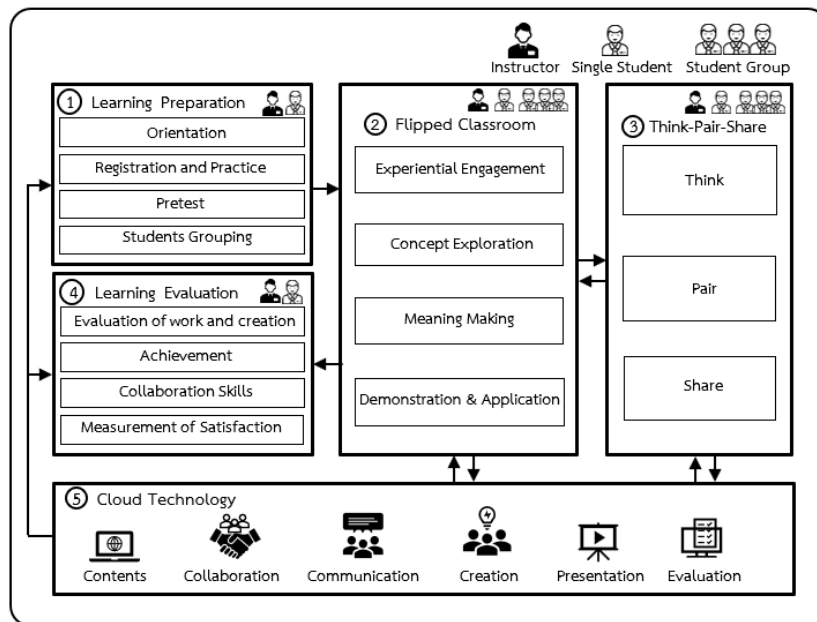 Instructor Single Student Student Group
1 Learning Preparation
Orientation
Registration and Practice
Pretest
Students Grouping
2 Flipped Classroom
Experiential Engagement
Concept Exploration
Meaning Making
Demonstration & Application
3 Think-Pair-Share
Think
Pair
Share
4 Learning Evaluation
Evaluation of work and creation
Achievement
Collaboration Skills
Measurement of Satisfaction
5 Cloud Technology
Contents Collaboration Communication Creation Presentation Evaluation